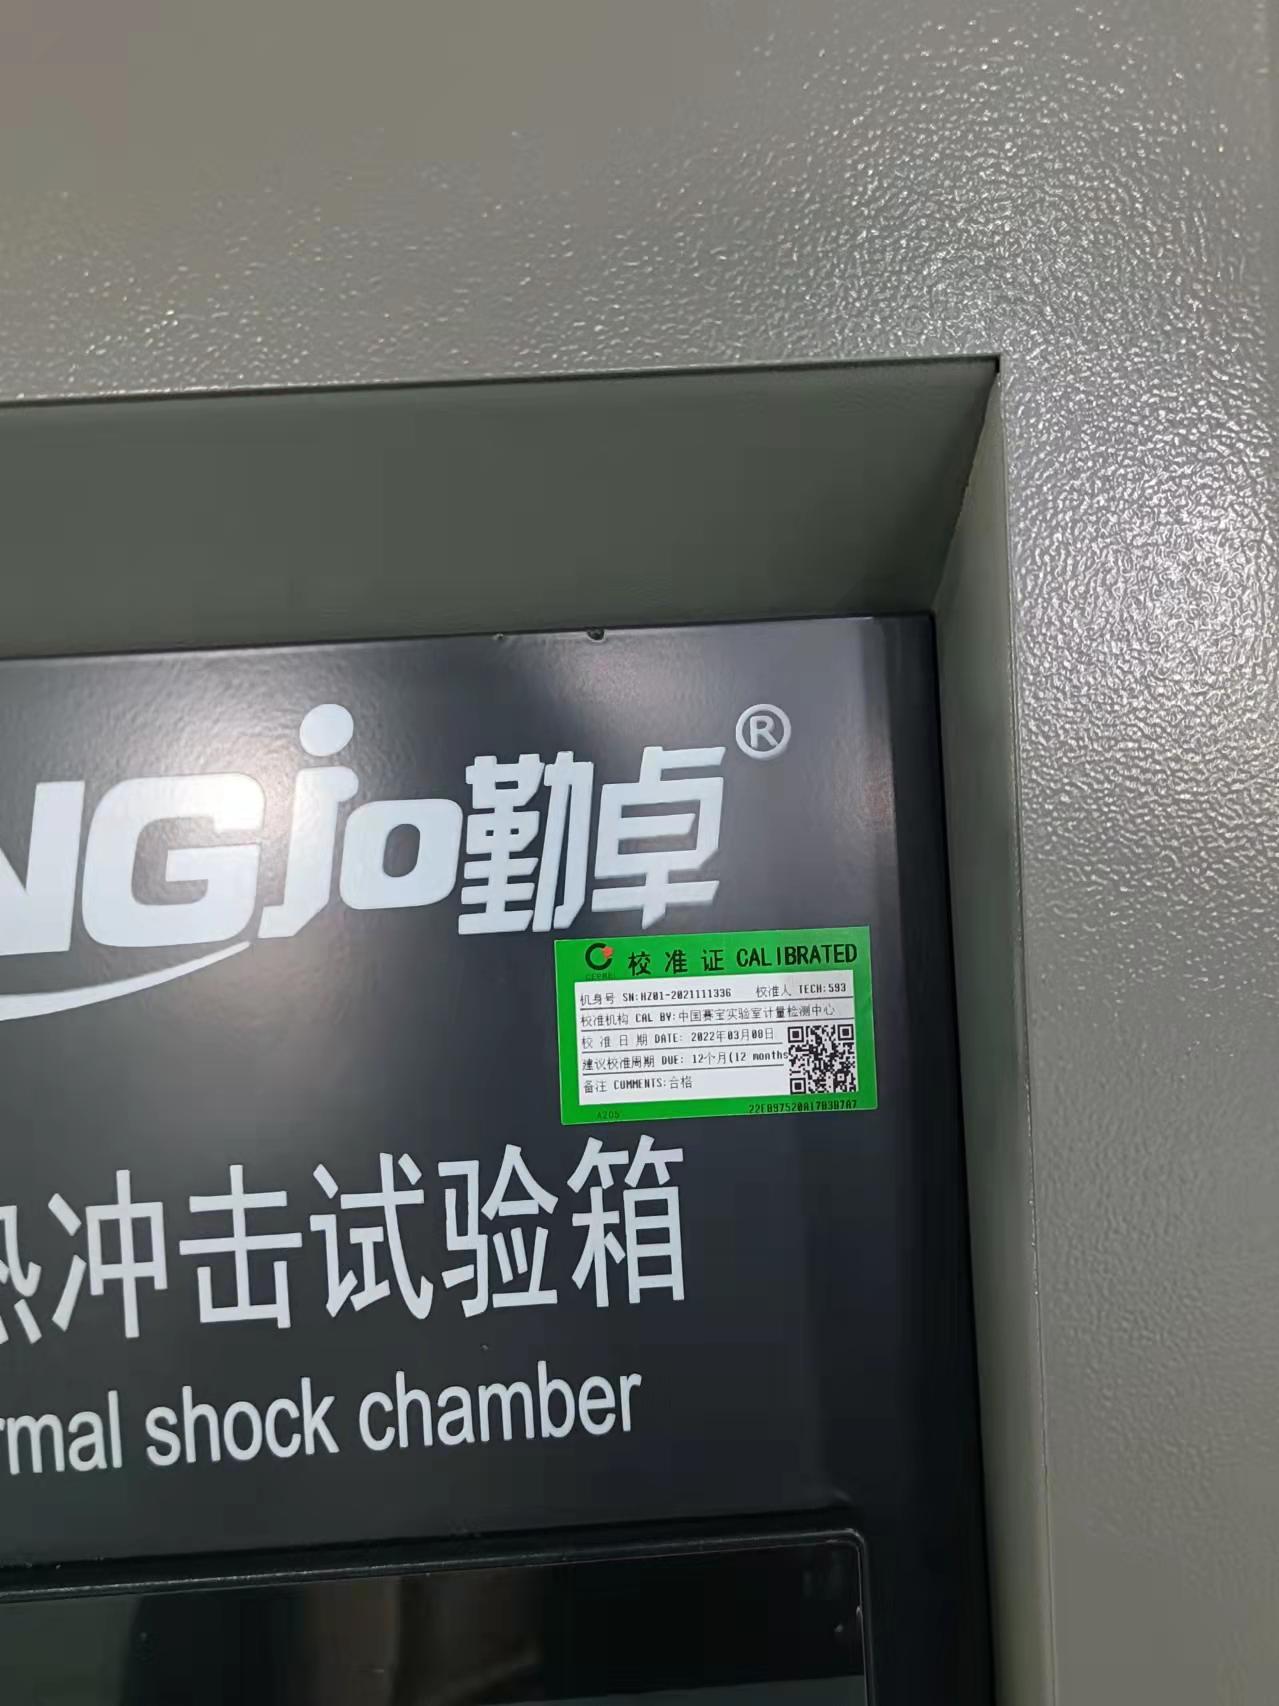 NGjo勤卓®
CEPREI 校准证 CALIBRATED
机身号 SN:HZ01-2021111336 校准人 TECH:593
校准机构 CAL BY:中国赛宝实验室计量检测中心
校准日期 DATE: 2022年03月08日
建议校准周期 DUE: 12个月(12 months
备注 COMMENTS:合格
A205 22EB97520A17B3B7A7
热冲击试验箱
rmal shock chamber